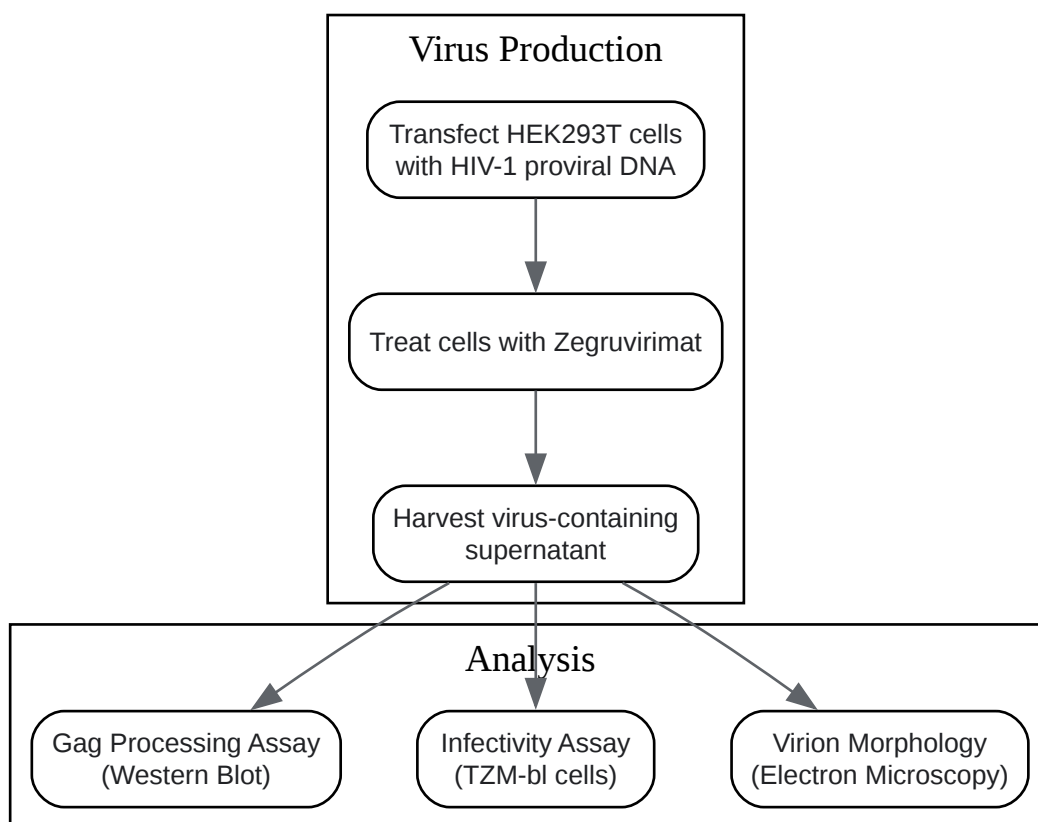 Virus Production
Transfect HEK293T cells
with HIV-1 proviral DNA
Treat cells with Zegruvirimat
Harvest virus-containing
supernatant
Analysis
Gag Processing Assay
(Western Blot)
Infectivity Assay
(TZM-bl cells)
Virion Morphology
(Electron Microscopy)